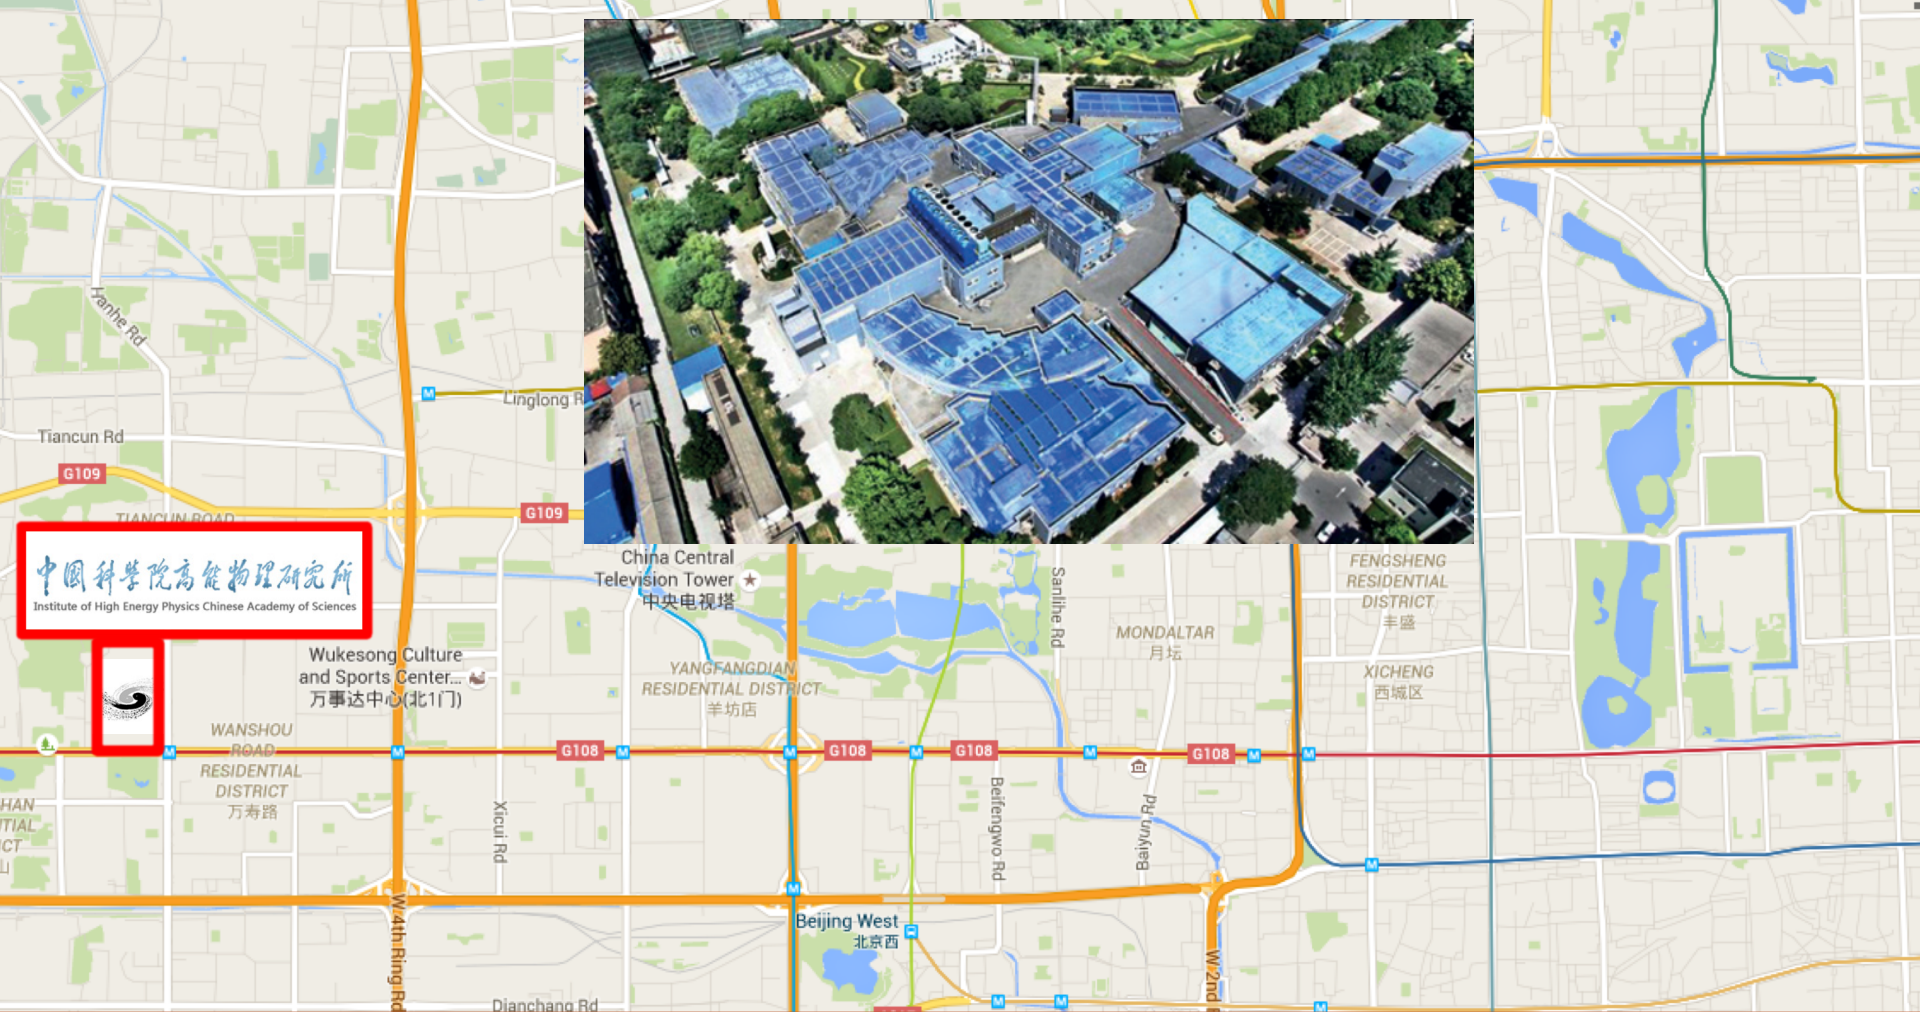 Hanhe Rd
Linglong R
Tiancun Rd
G109
G109
TIANCUN ROAD
中国科学院高能物理研究所
Institute of High Energy Physics Chinese Academy of Sciences
China Central
Television Tower
中央电视塔
Sanlihe Rd
FENGSHENG
RESIDENTIAL
DISTRICT
丰盛
MONDALTAR
月坛
Wukesong Culture
and Sports Center...
万事达中心(北1门)
YANGFANGDIAN
RESIDENTIAL DISTRICT
羊坊店
XICHENG
西城区
WANSHOU
ROAD
RESIDENTIAL
DISTRICT
万寿路
G108
G108
G108
G108
M
M
M
M
M
M
M
M
M
M
M
M
M
M
HAN
TIAL
CT
山
Xicui Rd
Beifengwo Rd
Baiyun Rd
Beijing West
北京西
W 4th Ring Rd
W 2nd
Dianchang Rd